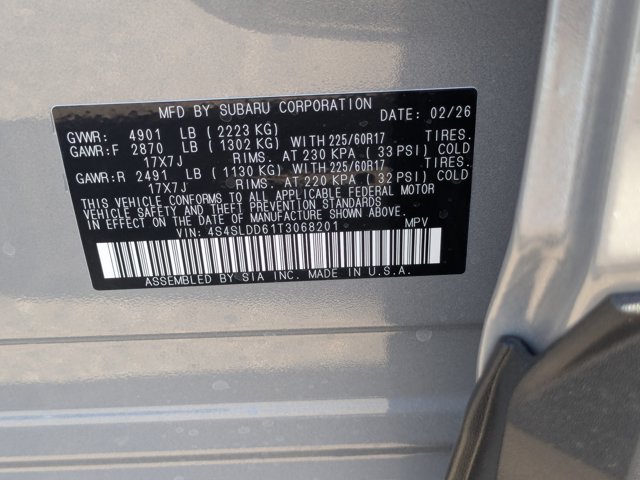 MFD BY SUBARU CORPORATION DATE: 02/26
GVWR: 4901 LB ( 2223 KG)
GAWR:F 2870 LB ( 1302 KG) WITH 225/60R17 TIRES.
17X7J RIMS. AT 230 KPA ( 33 PSI) COLD
GAWR:R 2491 LB ( 1130 KG) WITH 225/60R17 TIRES.
17X7J RIMS. AT 220 KPA ( 32 PSI) COLD
THIS VEHICLE CONFORMS TO ALL APPLICABLE FEDERAL MOTOR
VEHICLE SAFETY AND THEFT PREVENTION STANDARDS
IN EFFECT ON THE DATE OF MANUFACTURE SHOWN ABOVE.
VIN: 4S4SLDD61T3068201 MPV
ASSEMBLED BY SIA INC. MADE IN U.S.A.